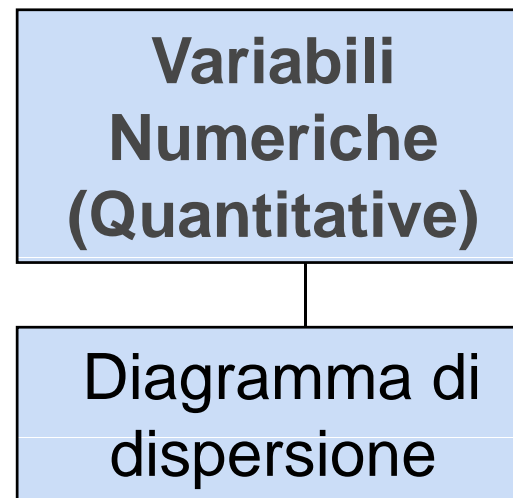 Variabili
Numeriche
(Quantitative)
Diagramma di
dispersione